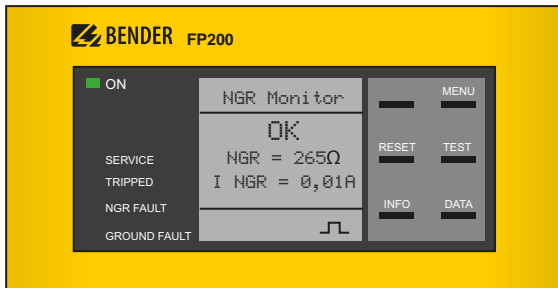 BENDER FP200
ON
NGR Monitor
MENU
OK
RESET
TEST
SERVICE
NGR = 265Ω
TRIPPED
I NGR = 0,01A
NGR FAULT
INFO
DATA
GROUND FAULT